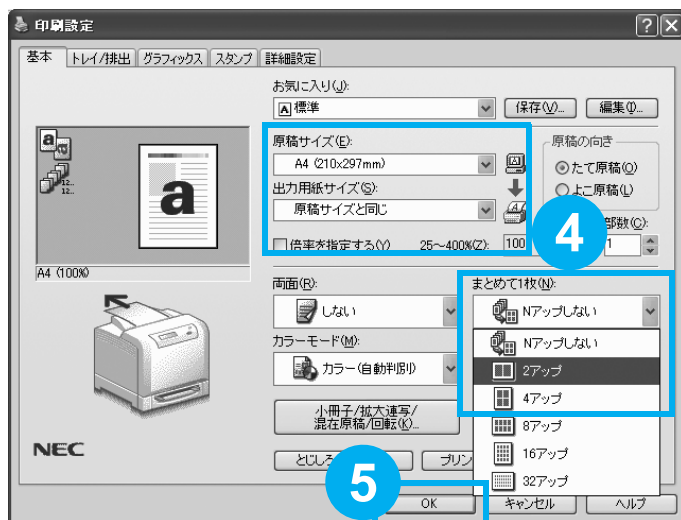 印刷設定
基本 トレイ/排出 グラフィックス スタンプ 詳細設定
お気に入り(J):
A 標準
保存(V)... 編集(I)...
原稿サイズ(E):
A4 (210x297mm)
出力用紙サイズ(S):
原稿サイズと同じ
倍率を指定する(Y) 25～400%(Z): 100
原稿の向き
たて原稿(O)
よこ原稿(L)
4
部数(C):
1
a
A4 (100%)
両面(R):
しない
カラーモード(M):
カラー(自動判別)
小冊子/拡大連写/
混在原稿/回転(K)...
まとめて1枚(N):
Nアップしない
Nアップしない
2アップ
4アップ
8アップ
16アップ
32アップ
NEC
とじしろ
プリン
5
OK キャンセル ヘルプ